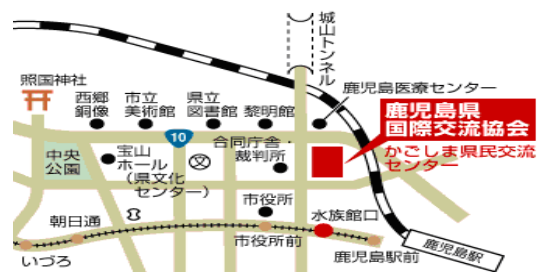 城山トンネル
照国神社
西郷
銅像
市立
美術館
県立
図書館
黎明館
鹿児島医療センター
鹿児島県
国際交流協会
かごしま県民交流
センター
10
中央
公園
宝山
ホール
(県文化
センター)
合同庁舎・
裁判所
市役所
朝日通
水族館口
いづろ
市役所前
鹿児島駅前
鹿児島駅